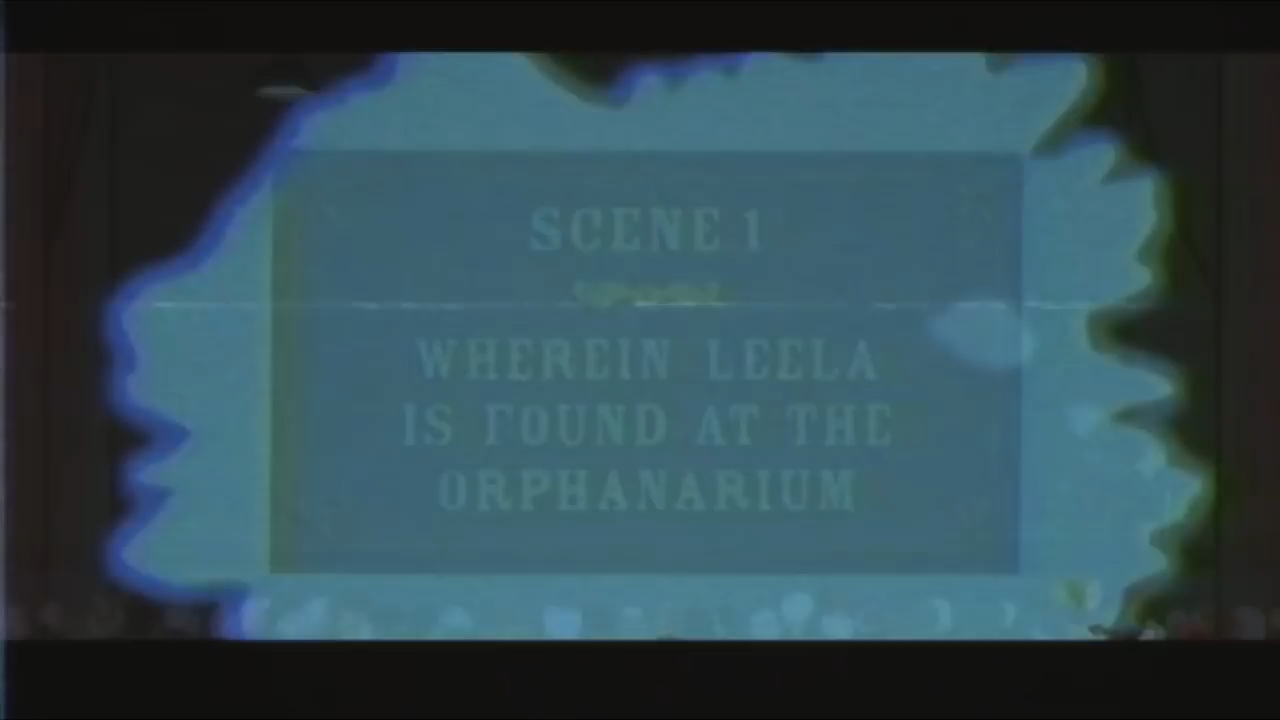 SCENE 1
WHEREIN LEELA
IS FOUND AT THE
ORPHANARIUM